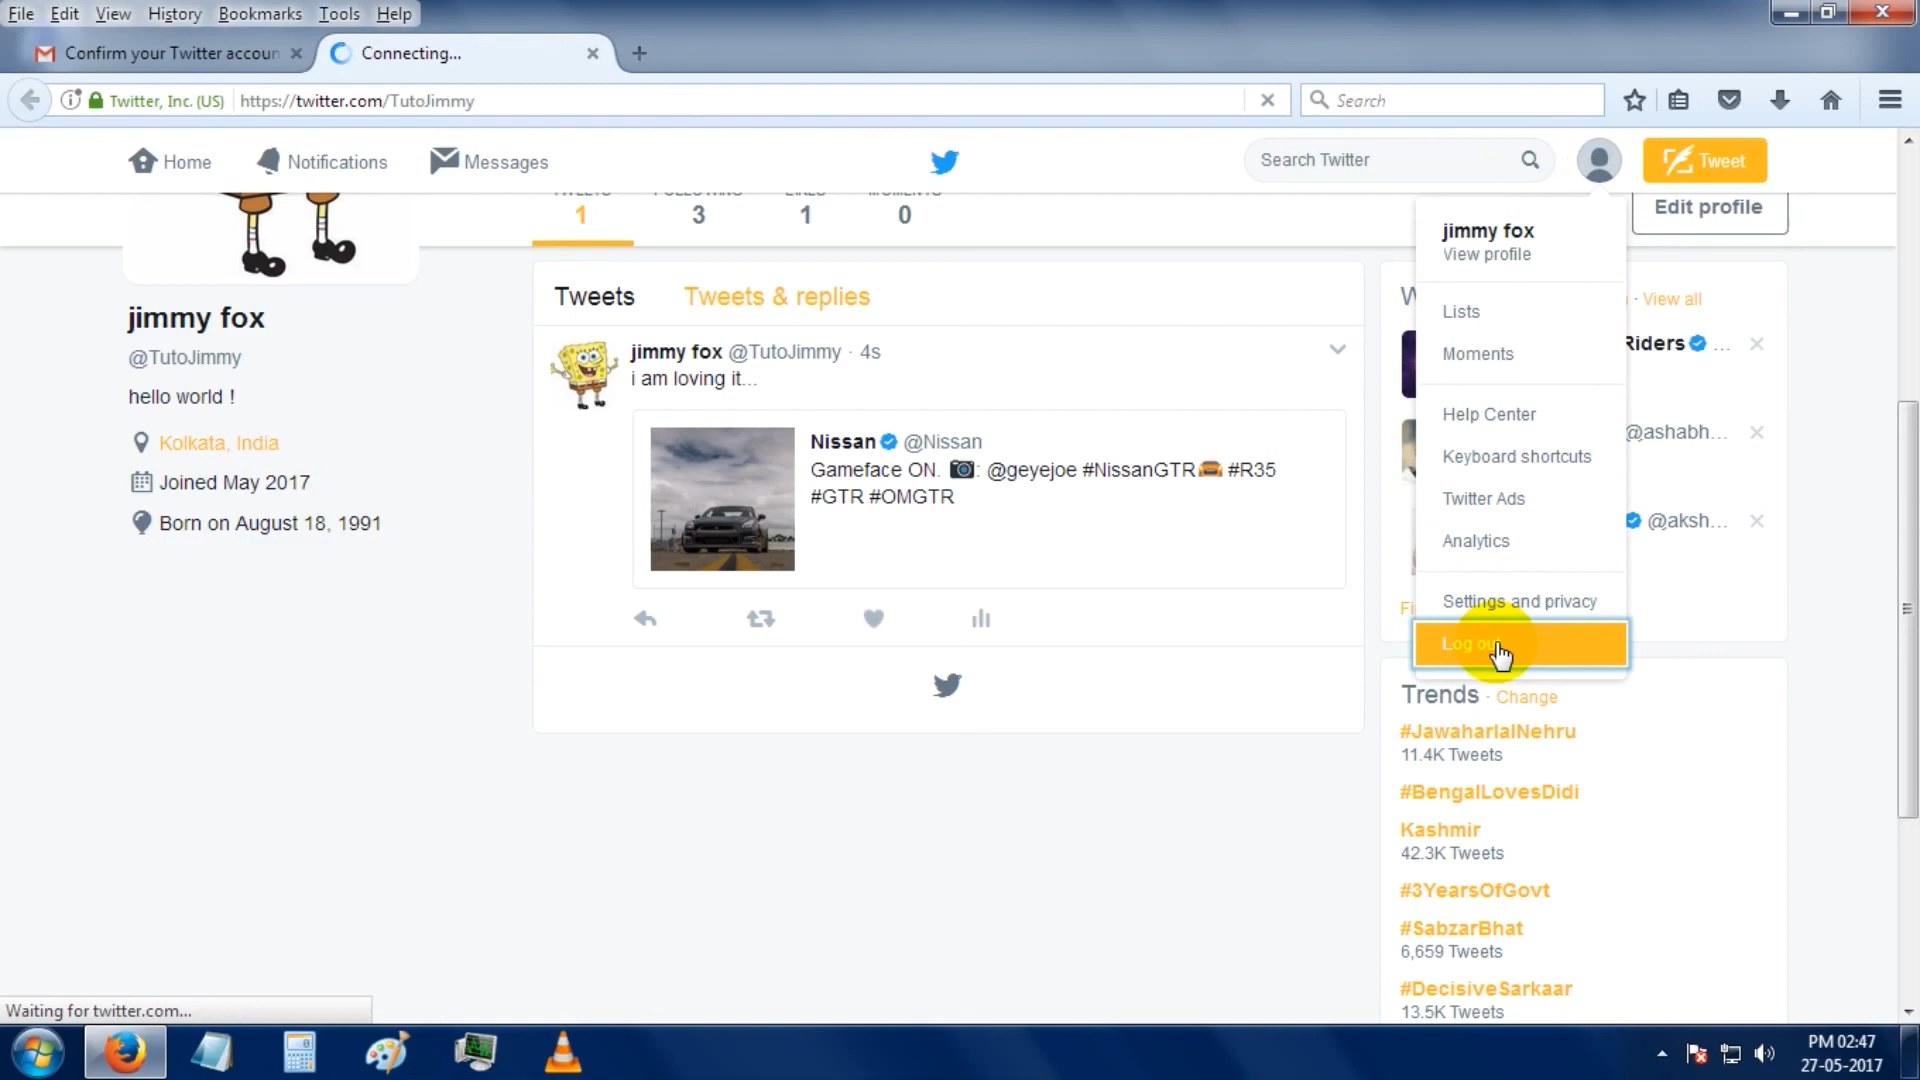 File Edit View History Bookmarks Tools Help
Confirm your Twitter accoun
Connecting...
Twitter, Inc. (US) https://twitter.com/TutoJimmy
Search
Home Notifications Messages
Search Twitter
Tweet
1 3 1 0
Edit profile
jimmy fox
View profile
Lists
Moments
Help Center
Keyboard shortcuts
Twitter Ads
Analytics
Settings and privacy
Log out
jimmy fox
@TutoJimmy
hello world !
Kolkata, India
Joined May 2017
Born on August 18, 1991
Tweets Tweets & replies
jimmy fox @TutoJimmy · 4s
i am loving it...
Nissan @Nissan
Gameface ON. 📷: @geyejoe #NissanGTR🚘 #R35
#GTR #OMGTR
· View all
Riders ...
@ashabh...
@aksh...
Trends · Change
#JawaharlalNehru
11.4K Tweets
#BengalLovesDidi
Kashmir
42.3K Tweets
#3YearsOfGovt
#SabzarBhat
6,659 Tweets
#DecisiveSarkaar
13.5K Tweets
Waiting for twitter.com...
PM 02:47
27-05-2017